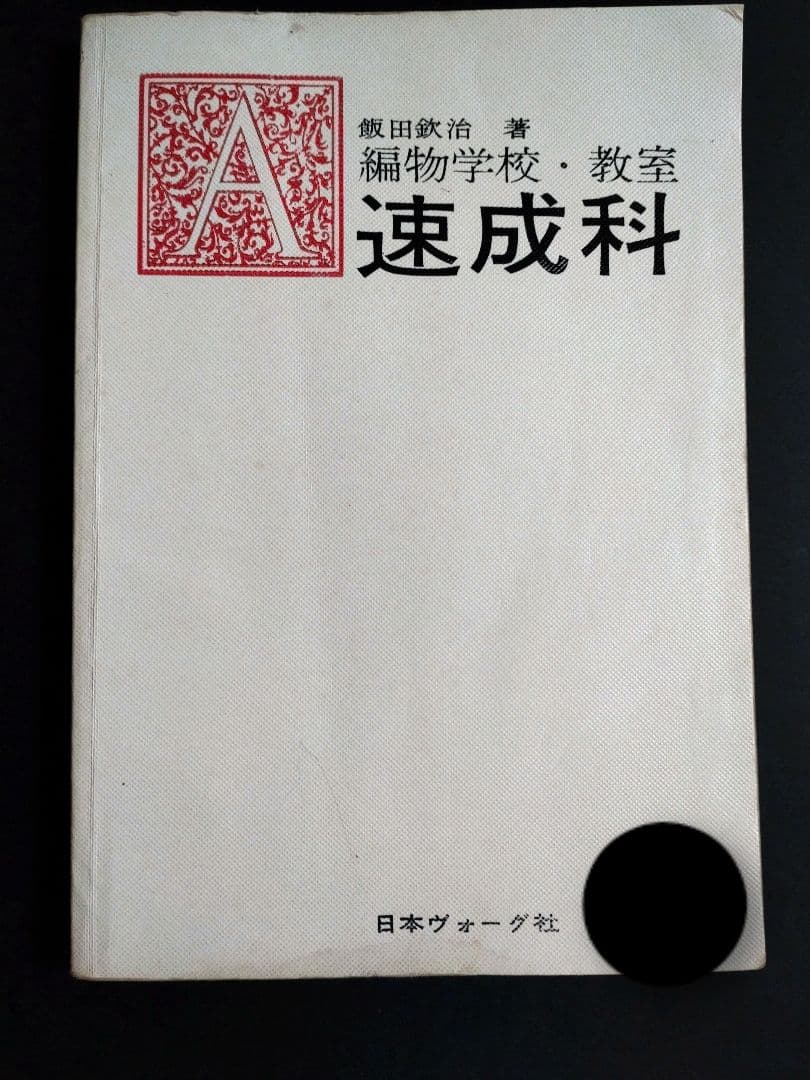 A
飯田欽治 著
編物学校・教室
速成科
日本ヴォーグ社